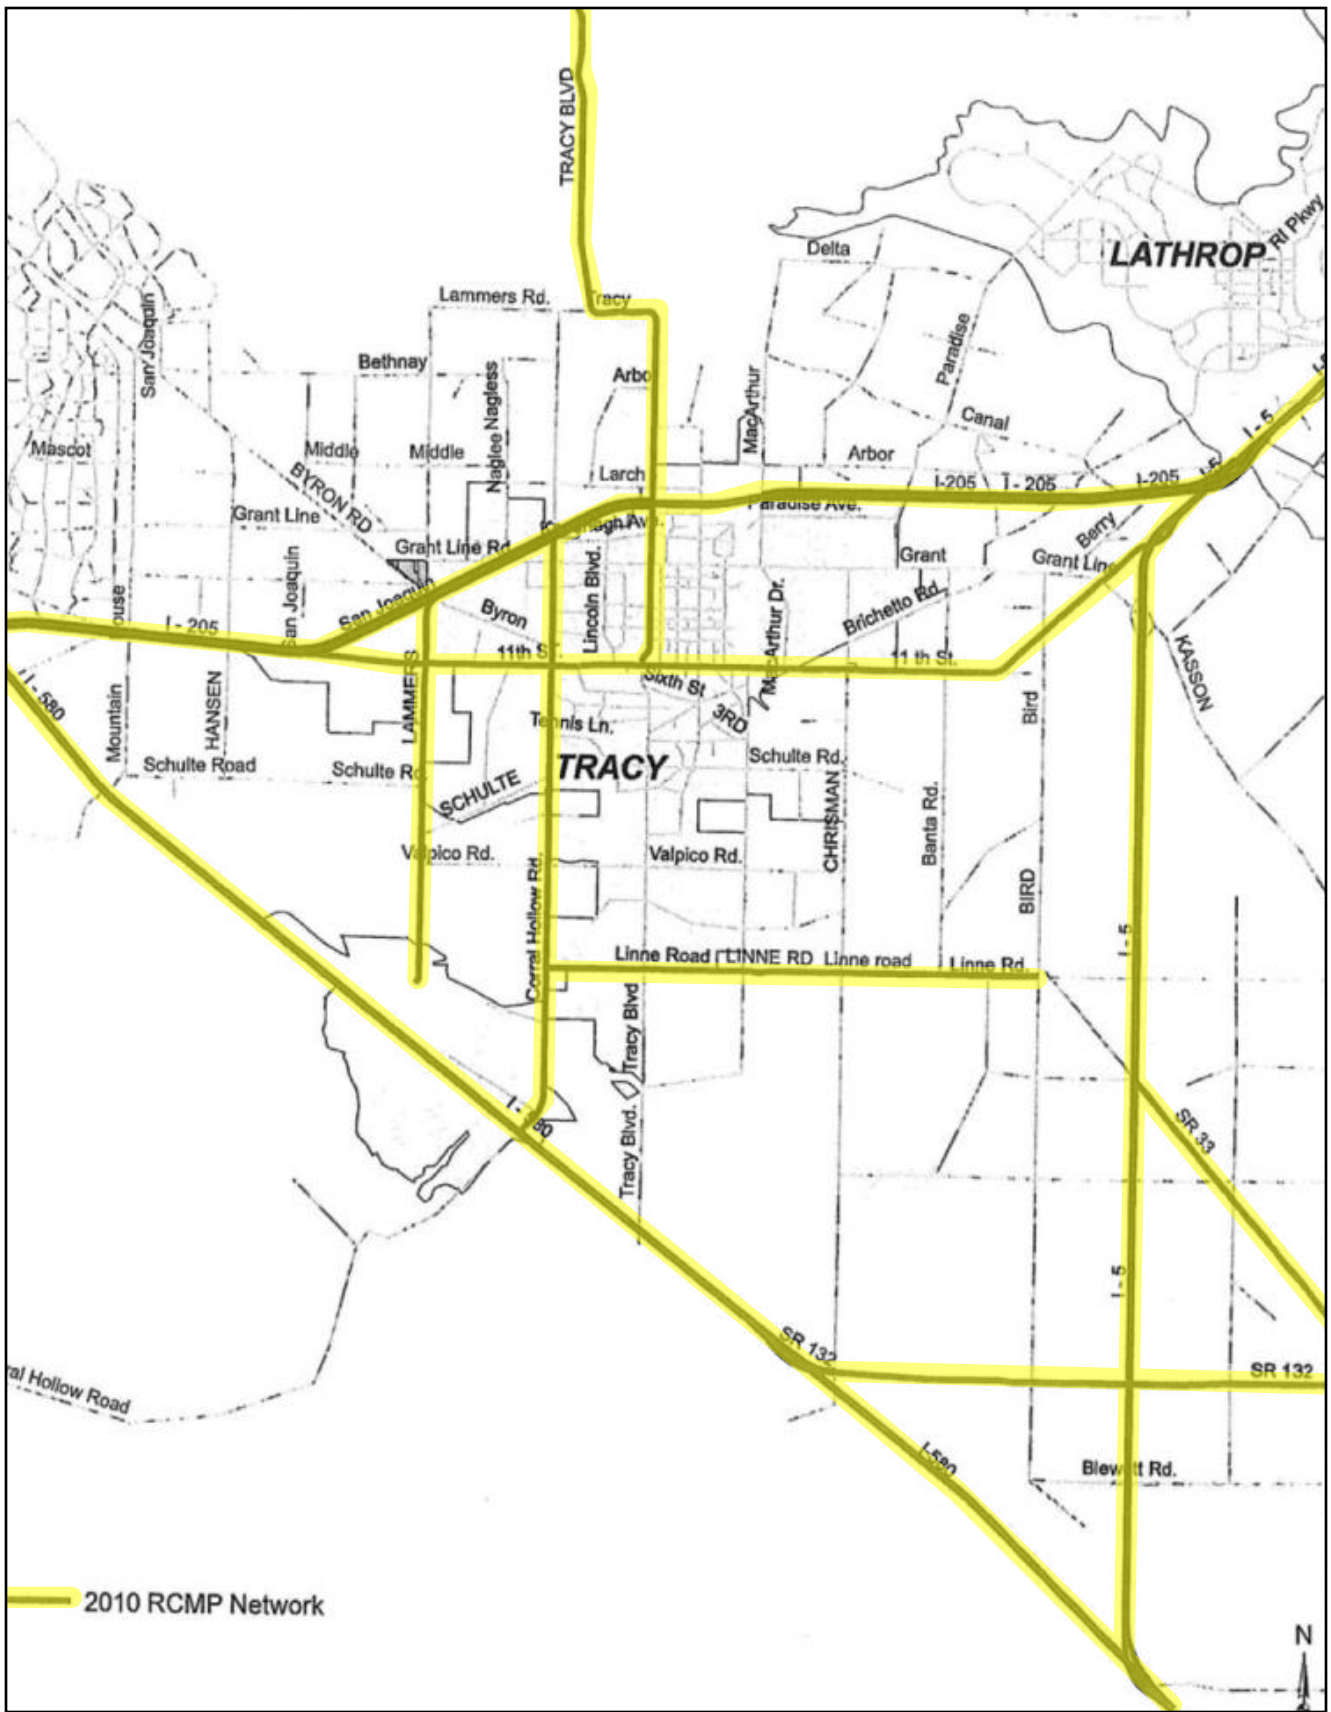 TRACY BLVD
LATHROP
RI Pkwy
Delta
Lammers Rd.
Tracy
San Joaquin
Paradise
Bethnay
Nagless
Arbo
MacArthur
Canal
I - 5
Mascot
Middle
Middle
Naglee
Larch
Arbor
I-5
BYRON RD
I-205
I - 205
I-205
Paradise Ave.
Grant Line
Grant Line Rd
Lincoln Blvd.
Grant
Berry
Grant Line
San Joaquin
San Joaquin
Byron
MacArthur Dr.
Brichetto Rd.
I - 205
11th ST.
11 th St.
KASSON
I - 580
Mountain
HANSEN
LAMMERS
Sixth St
3RD
Bird
Tennis Ln.
Schulte Road
Schulte Rd
SCHULTE
TRACY
Schulte Rd.
CHRISMAN
Banta Rd.
Valpico Rd.
Valpico Rd.
BIRD
Corral Hollow Rd.
Linne Road
LINNE RD
Linne road
Linne Rd.
I - 5
Tracy Blvd
Tracy Blvd.
SR 33
I - 5
SR 132
SR 132
ral Hollow Road
I-580
Blewett Rd.
2010 RCMP Network
N